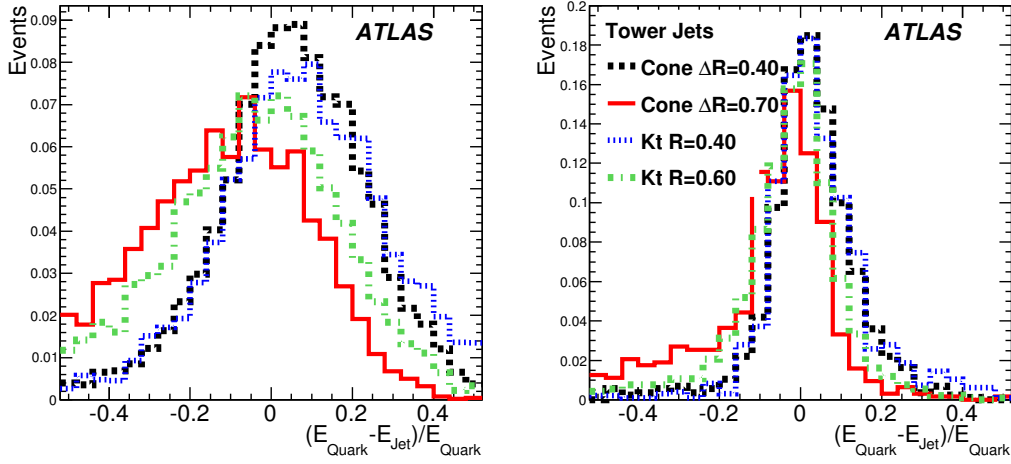 Events
ATLAS
0.09
0.08
0.07
0.06
0.05
0.04
0.03
0.02
0.01
0
-0.4 -0.2 0 0.2 0.4
(E_Quark-E_Jet)/E_Quark
Events
ATLAS
Tower Jets
Cone ΔR=0.40
Cone ΔR=0.70
Kt R=0.40
Kt R=0.60
0.2
0.18
0.16
0.14
0.12
0.1
0.08
0.06
0.04
0.02
0
-0.4 -0.2 0 0.2 0.4
(E_Quark-E_Jet)/E_Quark